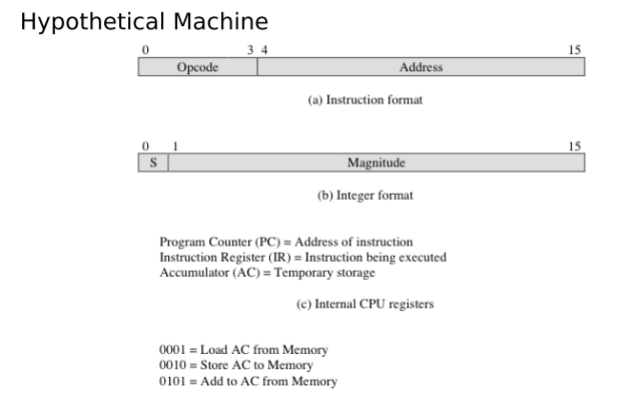 Hypothetical Machine
0 3 4 15
Opcode Address
(a) Instruction format
0 1 15
S Magnitude
(b) Integer format
Program Counter (PC) = Address of instruction
Instruction Register (IR) = Instruction being executed
Accumulator (AC) = Temporary storage
(c) Internal CPU registers
0001 = Load AC from Memory
0010 = Store AC to Memory
0101 = Add to AC from Memory